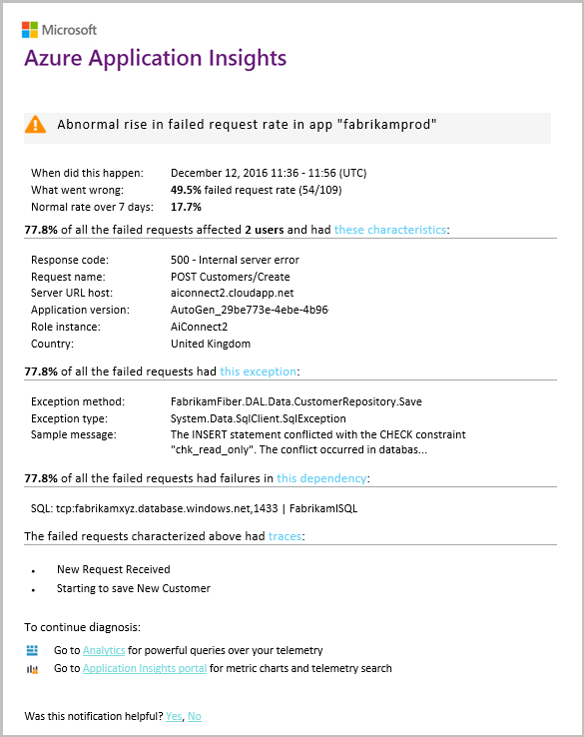 Microsoft
Azure Application Insights
Abnormal rise in failed request rate in app "fabrikamprod"
When did this happen: December 12, 2016 11:36 - 11:56 (UTC)
What went wrong: 49.5% failed request rate (54/109)
Normal rate over 7 days: 17.7%
77.8% of all the failed requests affected 2 users and had these characteristics:
Response code: 500 - Internal server error
Request name: POST Customers/Create
Server URL host: aiconnect2.cloudapp.net
Application version: AutoGen_29be773e-4ebe-4b96
Role instance: AiConnect2
Country: United Kingdom
77.8% of all the failed requests had this exception:
Exception method: FabrikamFiber.DAL.Data.CustomerRepository.Save
Exception type: System.Data.SqlClient.SqlException
Sample message: The INSERT statement conflicted with the CHECK constraint
"chk_read_only". The conflict occurred in databas...
77.8% of all the failed requests had failures in this dependency:
SQL: tcp:fabrikamxyz.database.windows.net,1433 | FabrikamISQL
The failed requests characterized above had traces:
• New Request Received
• Starting to save New Customer
To continue diagnosis:
Go to Analytics for powerful queries over your telemetry
Go to Application Insights portal for metric charts and telemetry search
Was this notification helpful? Yes, No